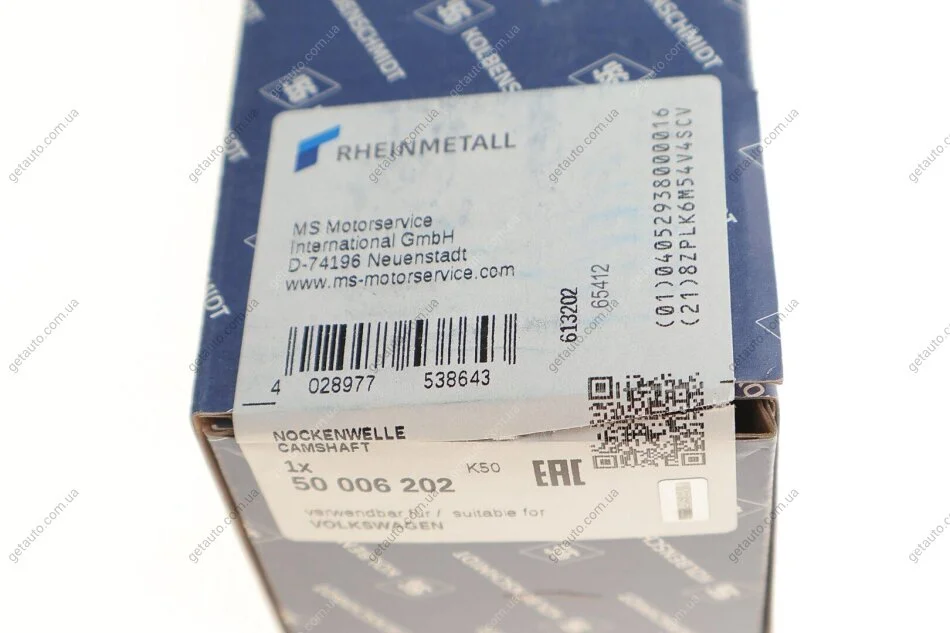 RHEINMETALL
MS Motorservice
International GmbH
D-74196 Neuenstadt
www.ms-motorservice.com
4 028977 538643
613202
65412
(01)04052938000016
(21)8ZPLK6M54V4SCV
NOCKENWELLE
CAMSHAFT
1x
K50
50 006 202
EAC
verwendbar für / suitable for
VOLKSWAGEN
KOLBENSCHMIDT
getauto.com.ua